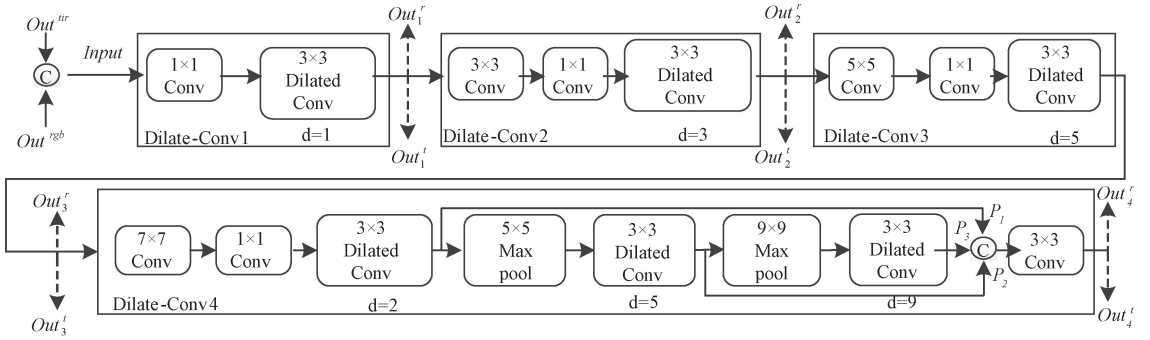 Out^tir
C
Out^rgb
Input
1×1
Conv
3×3
Dilated
Conv
Dilate-Conv1
d=1
Out_1^r
Out_1^t
3×3
Conv
1×1
Conv
3×3
Dilated
Conv
Dilate-Conv2
d=3
Out_2^r
Out_2^t
5×5
Conv
1×1
Conv
3×3
Dilated
Conv
Dilate-Conv3
d=5
Out_3^r
Out_3^t
7×7
Conv
1×1
Conv
3×3
Dilated
Conv
d=2
5×5
Max
pool
3×3
Dilated
Conv
d=5
9×9
Max
pool
3×3
Dilated
Conv
d=9
P_1
P_3
C
P_2
3×3
Conv
Dilate-Conv4
Out_4^r
Out_4^t